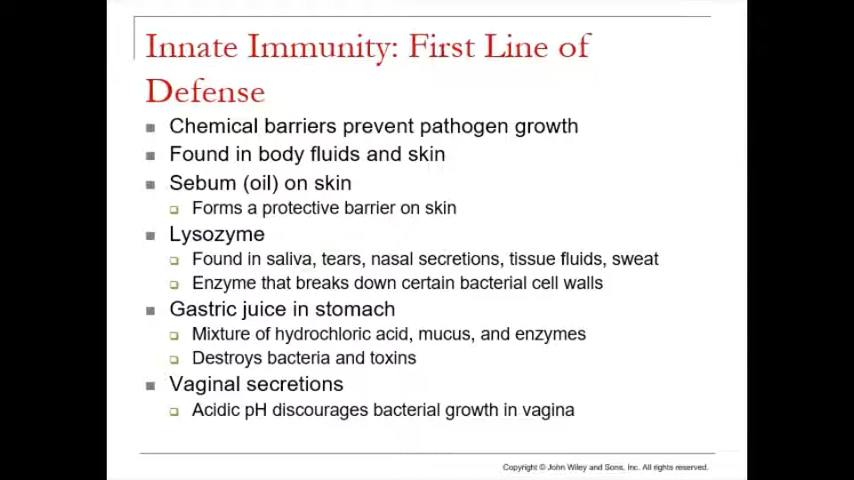 Innate Immunity: First Line of
Defense
Chemical barriers prevent pathogen growth
Found in body fluids and skin
Sebum (oil) on skin
Forms a protective barrier on skin
Lysozyme
Found in saliva, tears, nasal secretions, tissue fluids, sweat
Enzyme that breaks down certain bacterial cell walls
Gastric juice in stomach
Mixture of hydrochloric acid, mucus, and enzymes
Destroys bacteria and toxins
Vaginal secretions
Acidic pH discourages bacterial growth in vagina
Copyright © John Wiley and Sons, Inc. All rights reserved.